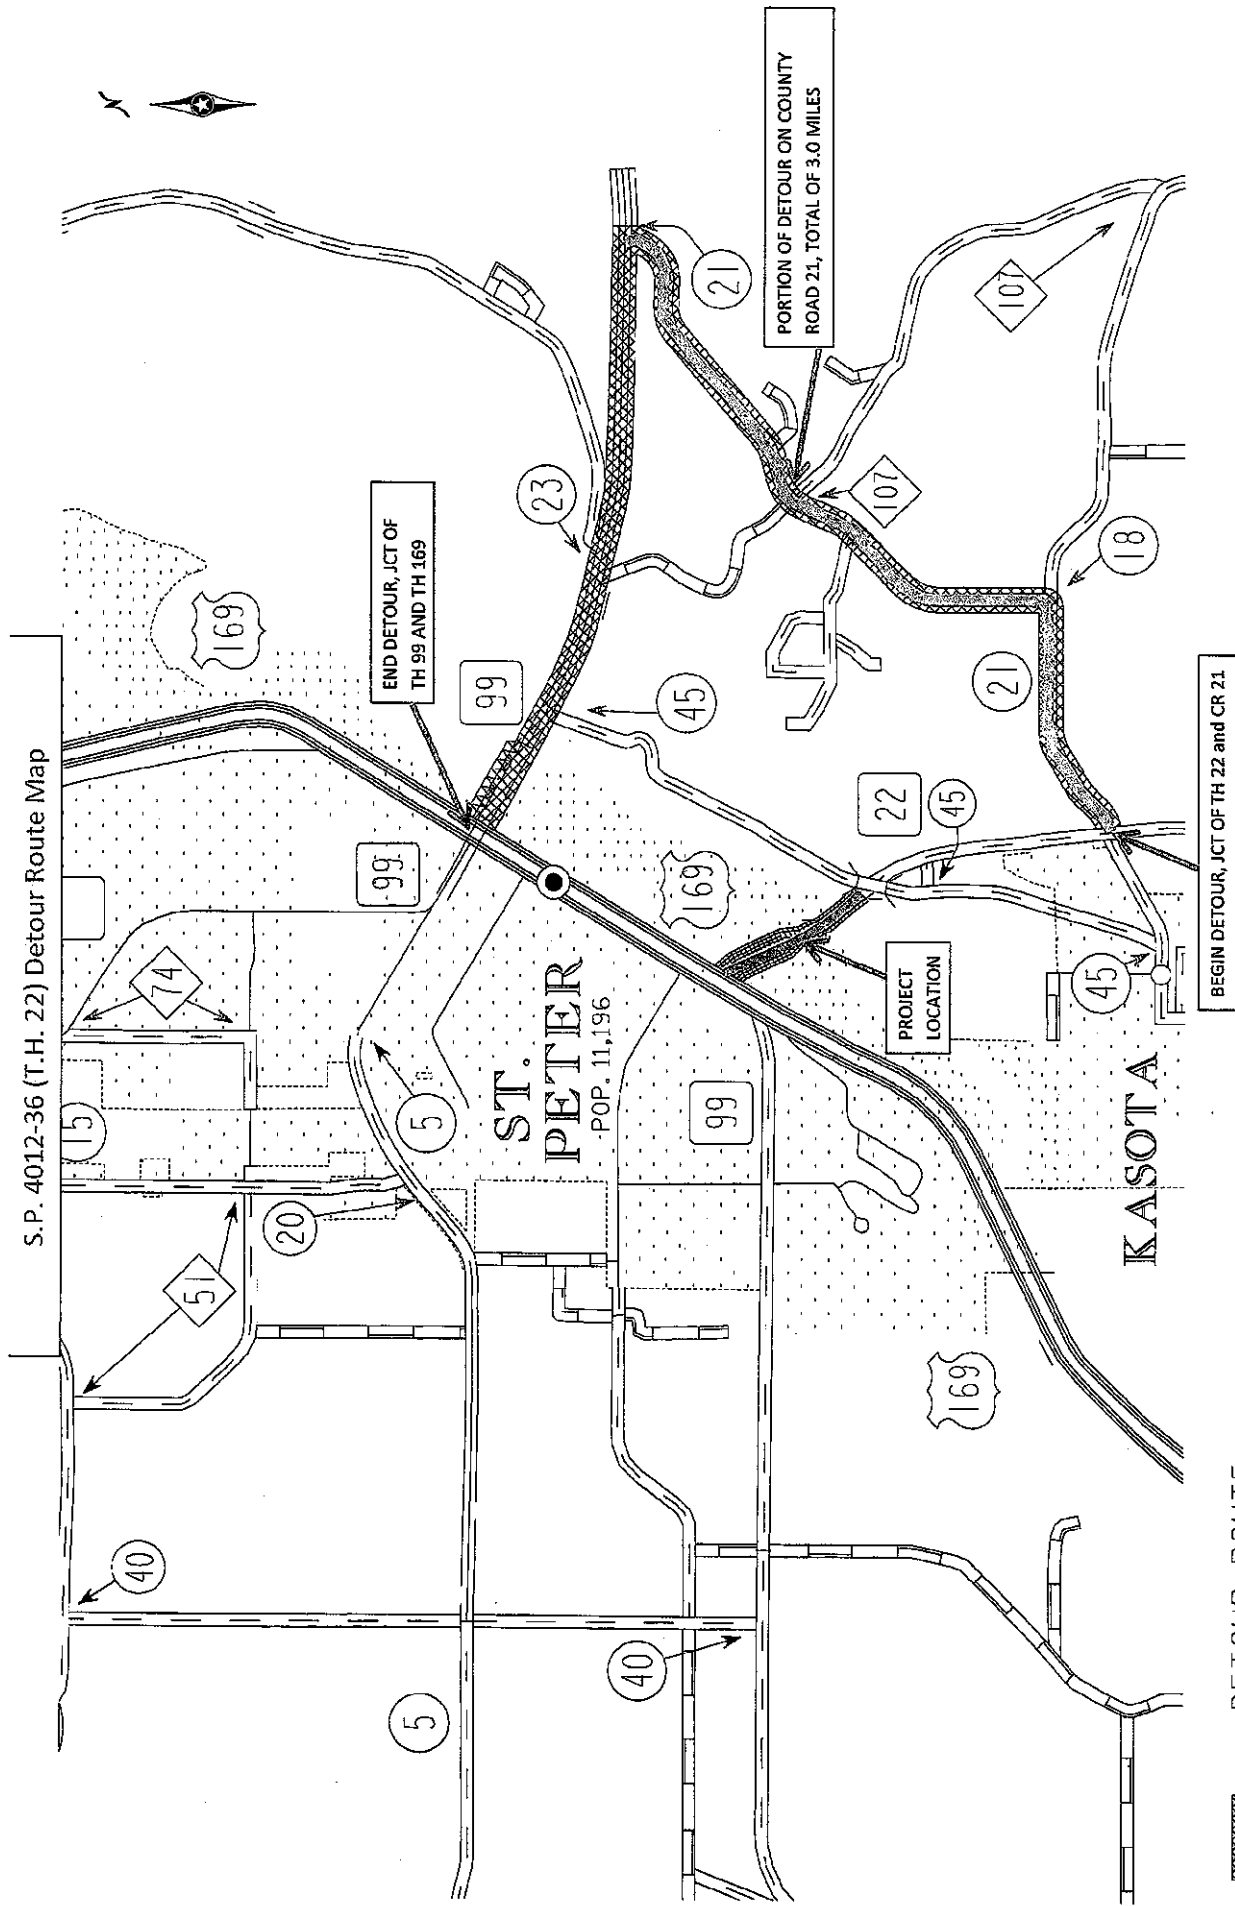 S.P. 4012-36 (T.H. 22) Detour Route Map
N
15
74
51
40
20
5
5
40
99
99
99
169
169
169
END DETOUR, JCT OF
TH 99 AND TH 169
23
21
PORTION OF DETOUR ON COUNTY
ROAD 21, TOTAL OF 3.0 MILES
45
107
107
18
21
22
45
45
ST.
PETER
POP. 11,196
PROJECT
LOCATION
KASOTA
BEGIN DETOUR, JCT OF TH 22 and CR 21
DETOUR ROUTE